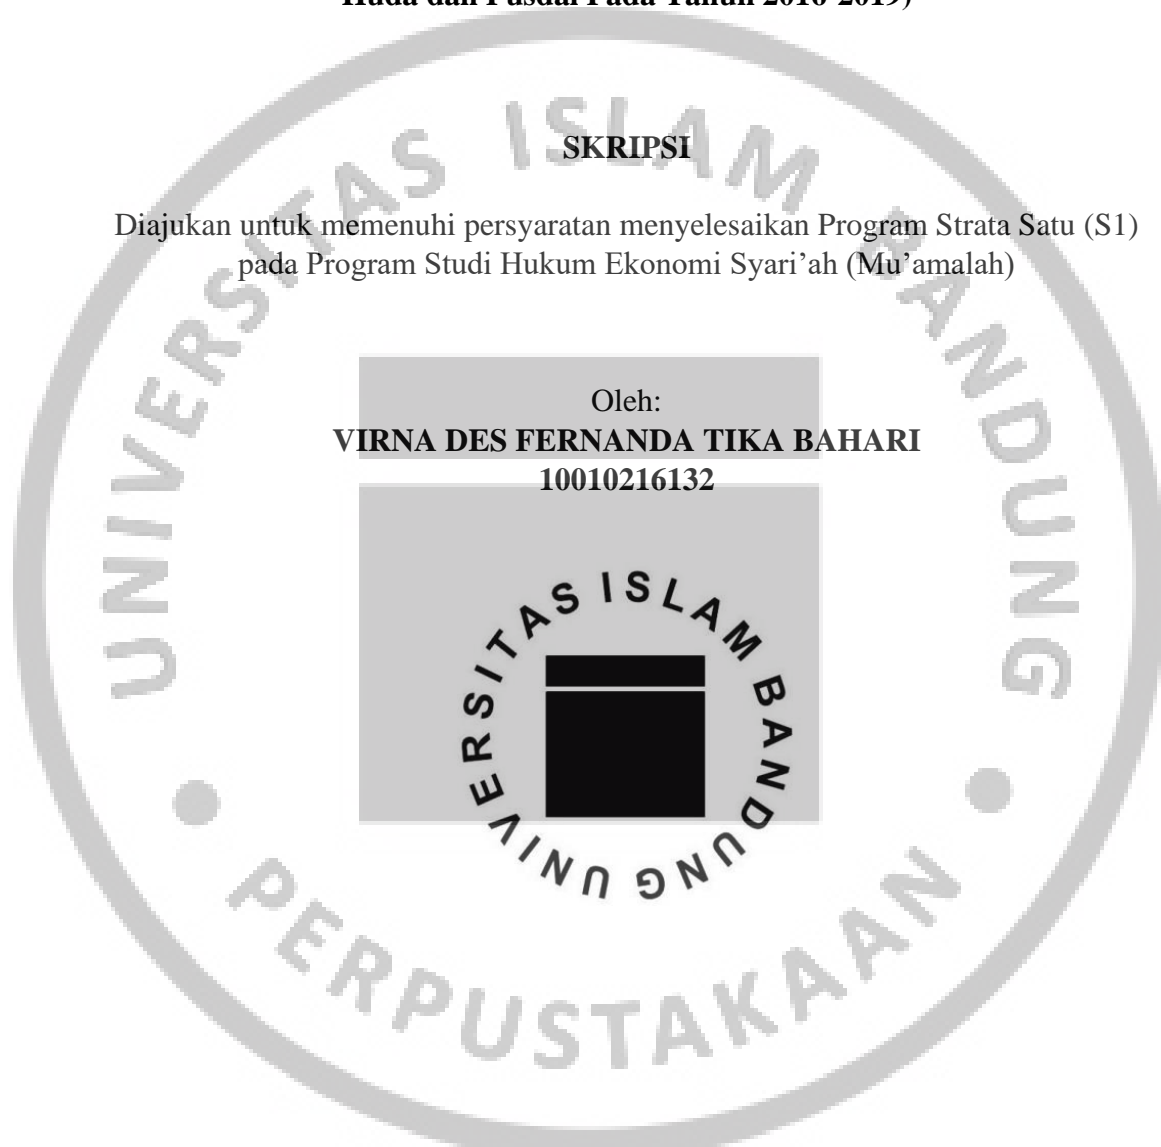 Huda dan Pusdai Pada Tahun 2016-2019)
SKRIPSI
Diajukan untuk memenuhi persyaratan menyelesaikan Program Strata Satu (S1)
pada Program Studi Hukum Ekonomi Syari’ah (Mu’amalah)
Oleh:
VIRNA DES FERNANDA TIKA BAHARI
10010216132
UNIVERSITAS ISLAM BANDUNG
UNIVERSITAS ISLAM BANDUNG
PERPUSTAKAAN